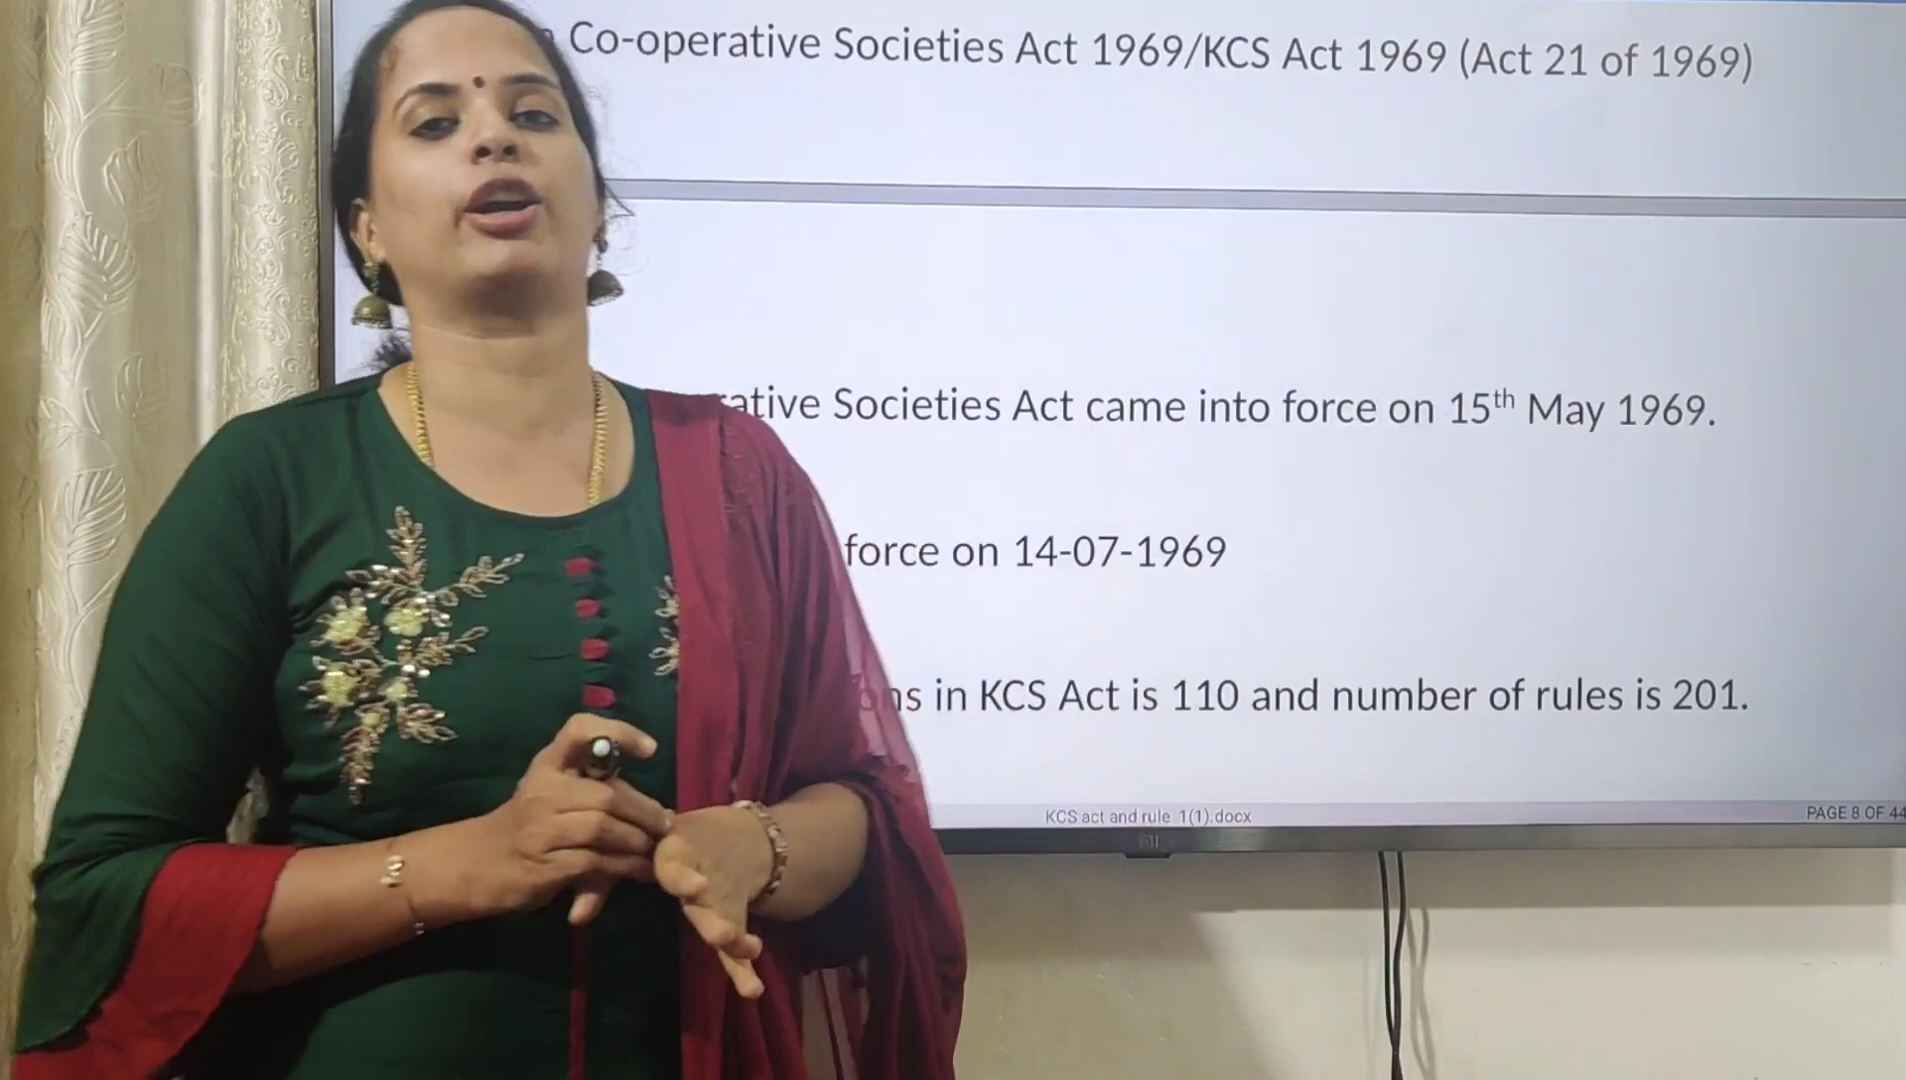 Co-operative Societies Act 1969/KCS Act 1969 (Act 21 of 1969)
Societies Act came into force on 15th May 1969.
force on 14-07-1969
in KCS Act is 110 and number of rules is 201.
KCS act and rule 1(1).docx
PAGE 8 OF 44